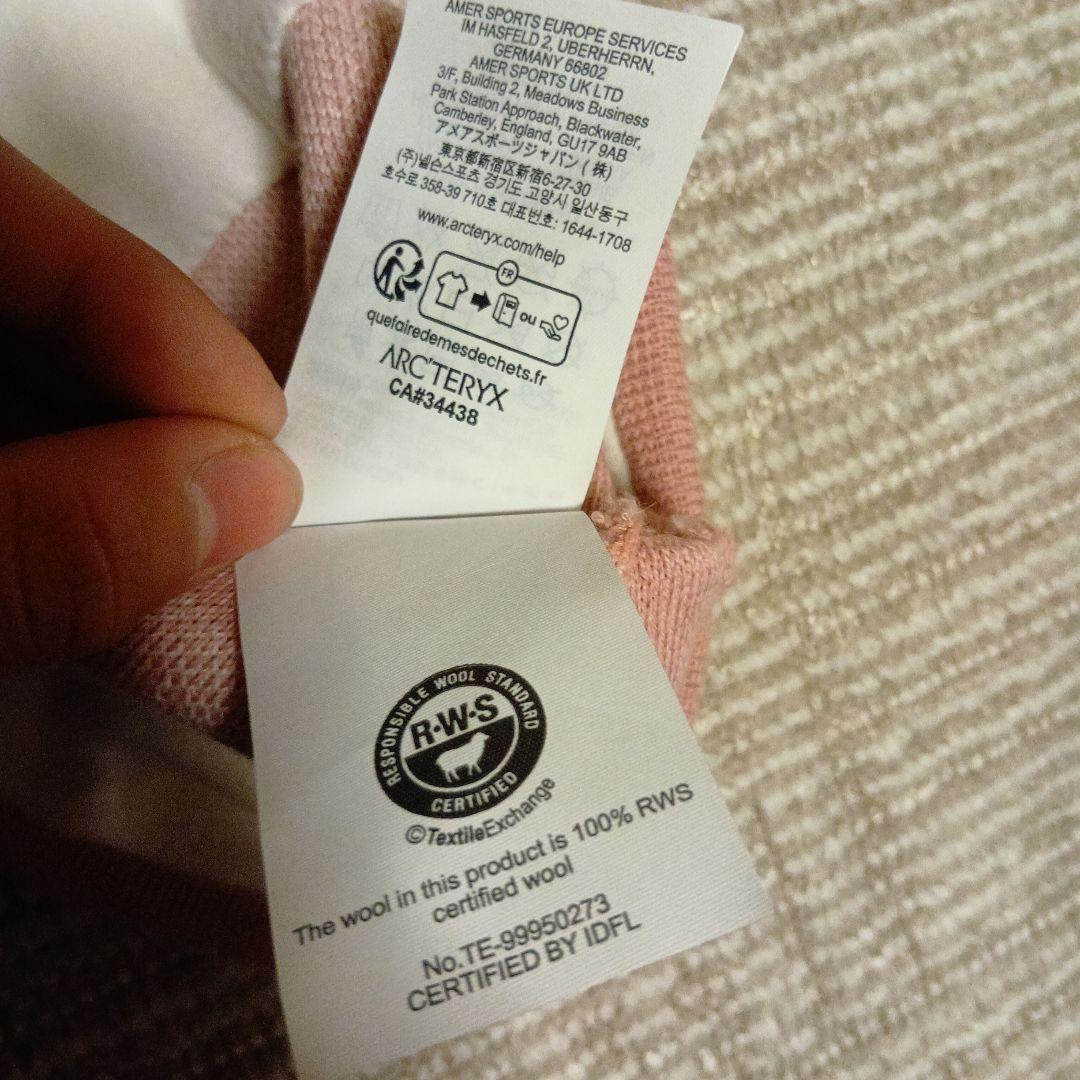 AMER SPORTS EUROPE SERVICES
IM HASFELD 2, UBERHERRN,
GERMANY 66802
AMER SPORTS UK LTD
3/F, Building 2, Meadows Business
Park Station Approach, Blackwater,
Camberley, England, GU17 9AB
アメアスポーツジャパン ( 株)
東京都新宿区新宿6-27-30
(주)넬슨스포츠 경기도 고양시 일산동구
호수로 358-39 710호 대표번호: 1644-1708
www.arcteryx.com/help
FR
ou
quefairedemesdechets.fr
ARC'TERYX
CA#34438
RESPONSIBLE WOOL STANDARD
R·W·S
CERTIFIED
©TextileExchange
The wool in this product is 100% RWS
certified wool
No.TE-99950273
CERTIFIED BY IDFL